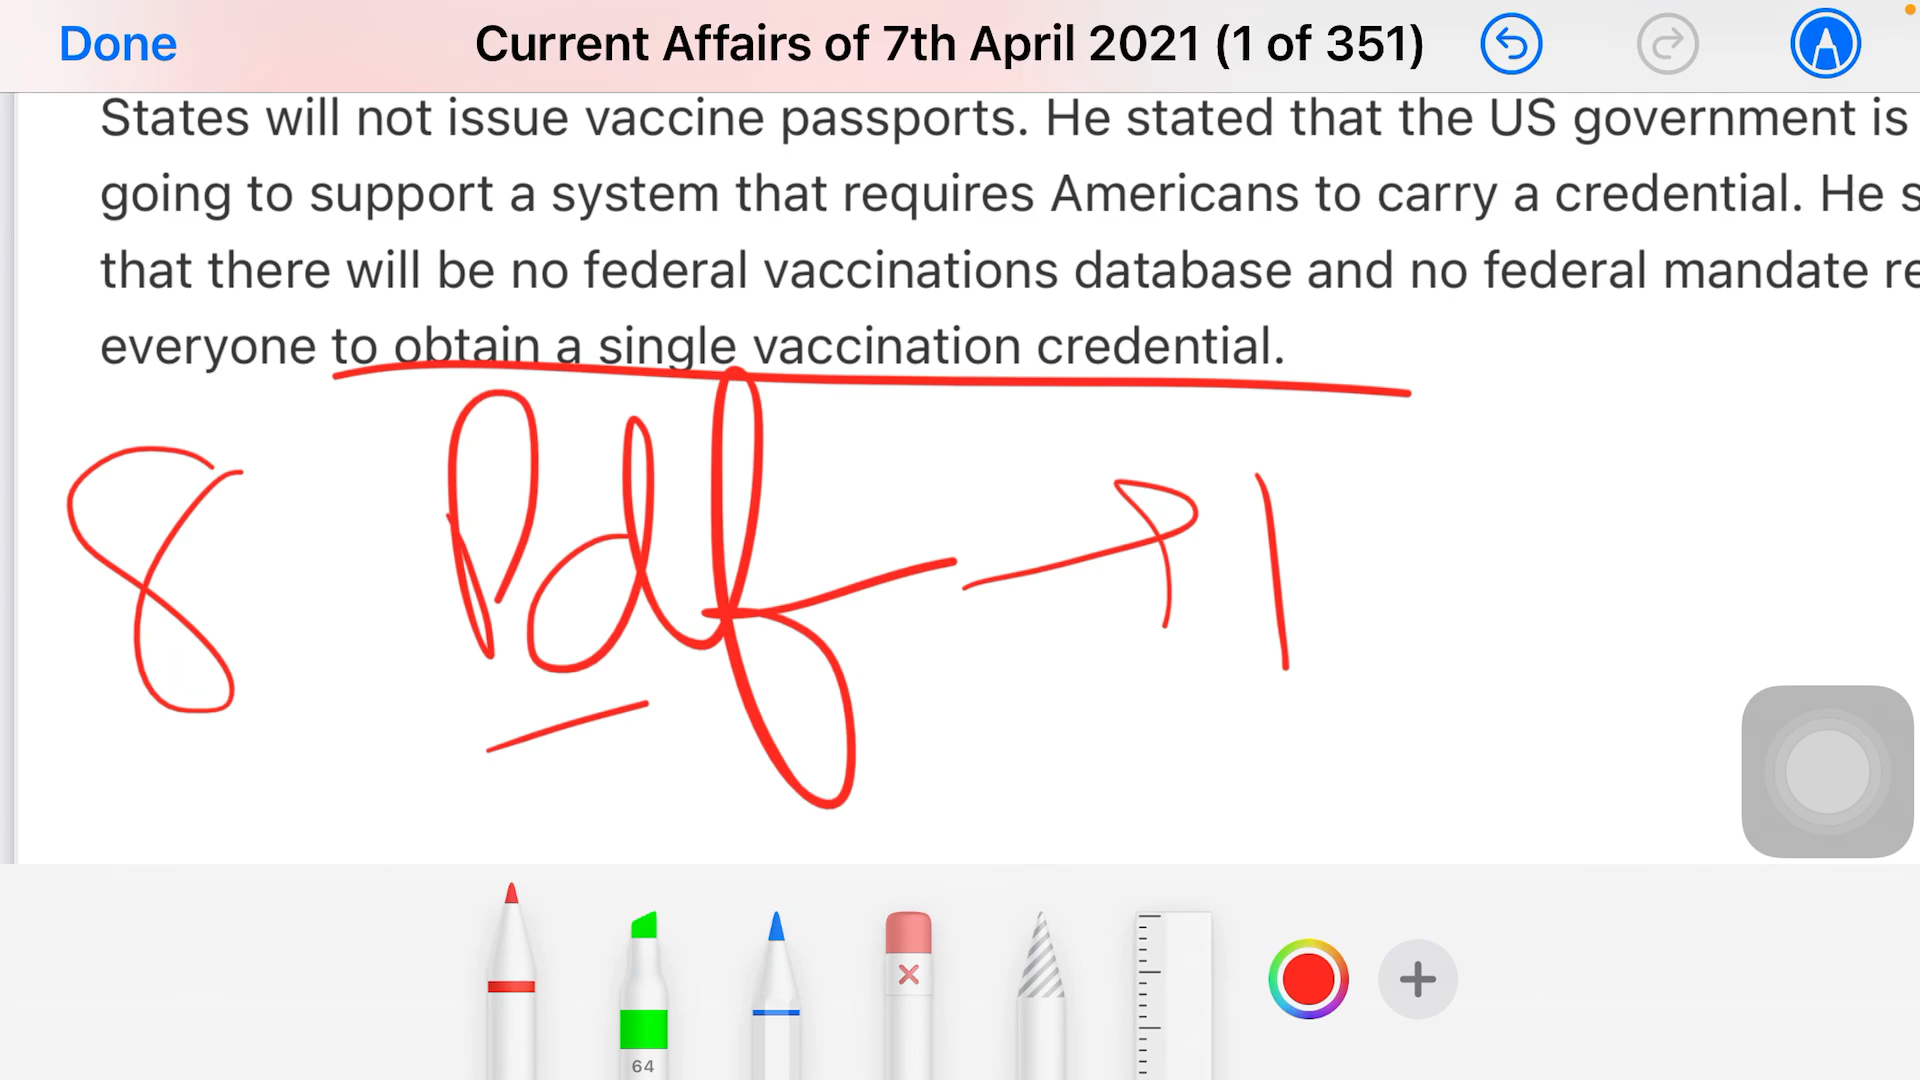 Done Current Affairs of 7th April 2021 (1 of 351)
States will not issue vaccine passports. He stated that the US government is
going to support a system that requires Americans to carry a credential. He s
that there will be no federal vaccinations database and no federal mandate re
everyone to obtain a single vaccination credential.
8 Pdf → 1
64